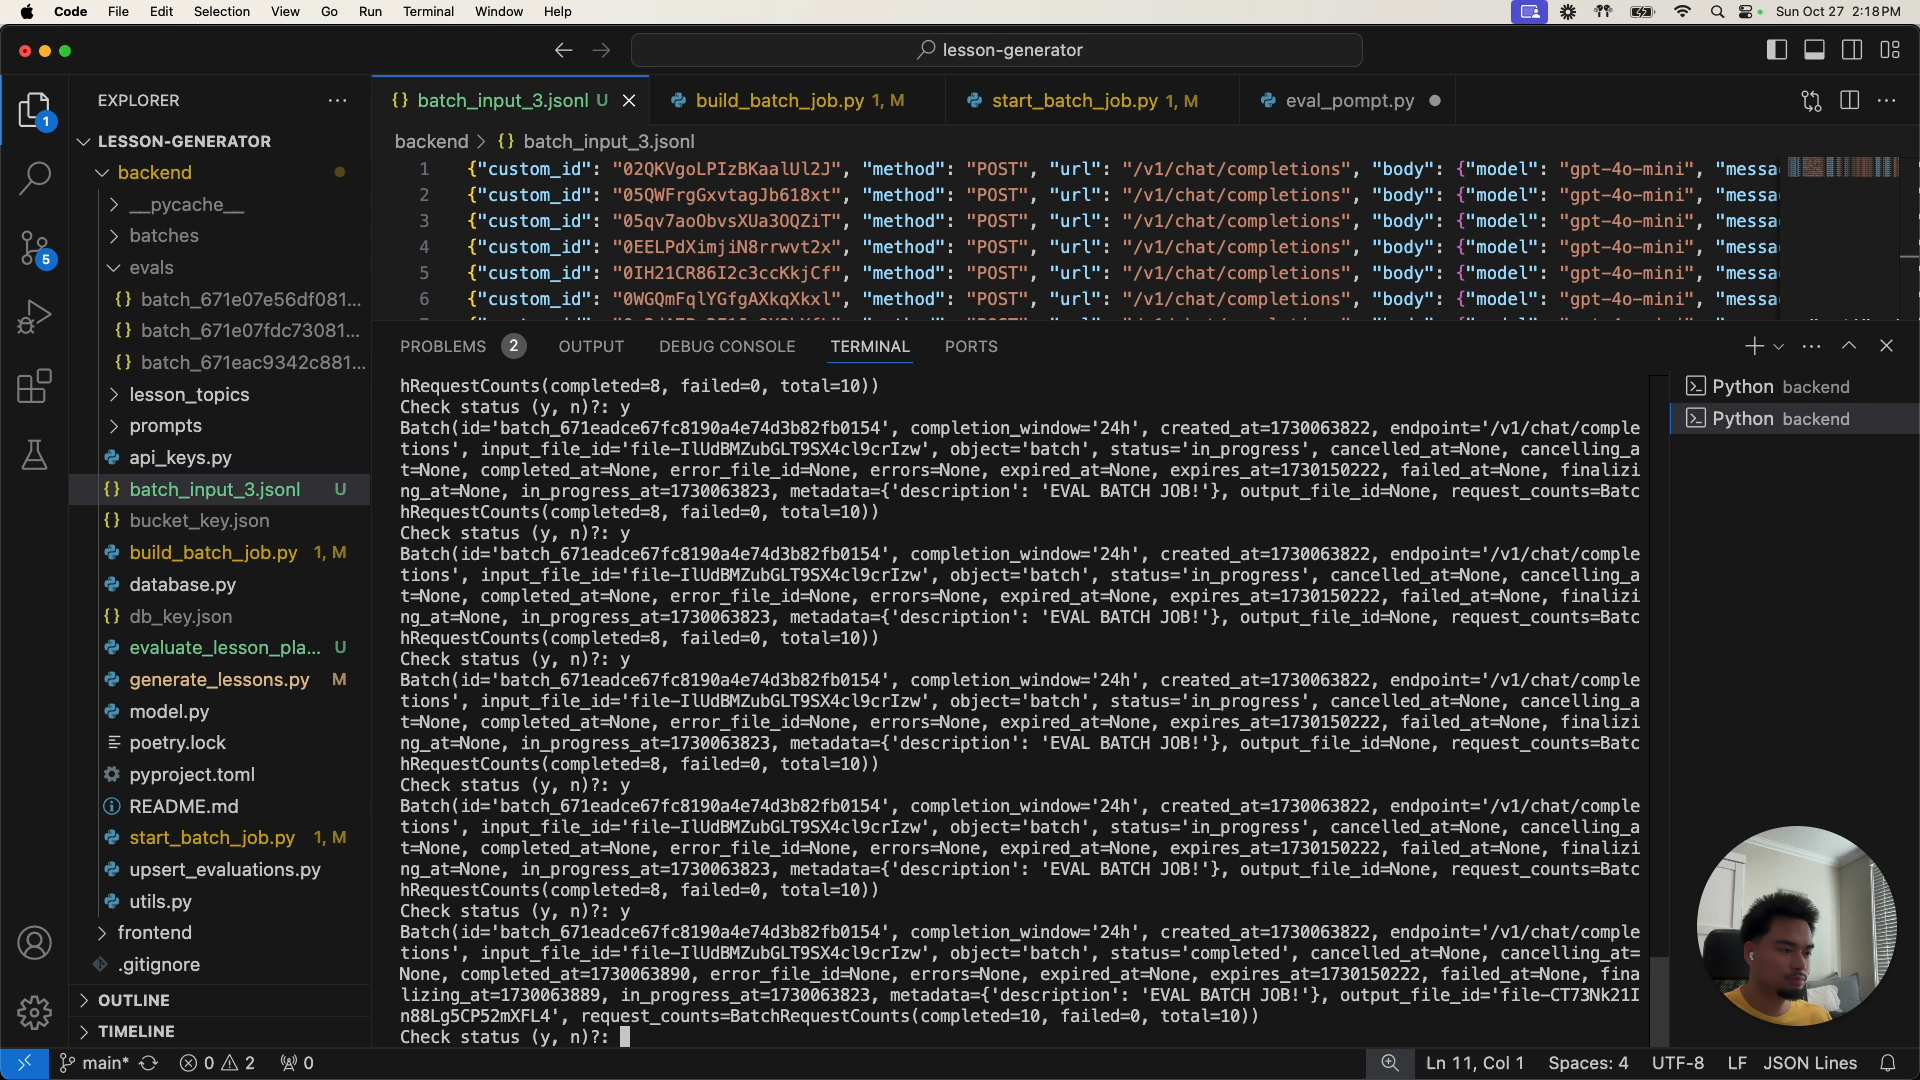 Code File Edit Selection View Go Run Terminal Window Help Sun Oct 27 2:18 PM
lesson-generator
EXPLORER
LESSON-GENERATOR
backend
__pycache__
batches
evals
batch_671e07e56df081...
batch_671e07fdc73081...
batch_671eac9342c881...
lesson_topics
prompts
api_keys.py
batch_input_3.jsonl U
bucket_key.json
build_batch_job.py 1, M
database.py
db_key.json
evaluate_lesson_pla... U
generate_lessons.py M
model.py
poetry.lock
pyproject.toml
README.md
start_batch_job.py 1, M
upsert_evaluations.py
utils.py
frontend
.gitignore
OUTLINE
TIMELINE
1
5
batch_input_3.jsonl U build_batch_job.py 1, M start_batch_job.py 1, M eval_pompt.py
backend > {} batch_input_3.jsonl
1 {"custom_id": "02QKVgoLPIzBKaalUl2J", "method": "POST", "url": "/v1/chat/completions", "body": {"model": "gpt-4o-mini", "messa
2 {"custom_id": "05QWFrgGxvtagJb618xt", "method": "POST", "url": "/v1/chat/completions", "body": {"model": "gpt-4o-mini", "messa
3 {"custom_id": "05qv7aoObvsXUa3OQZiT", "method": "POST", "url": "/v1/chat/completions", "body": {"model": "gpt-4o-mini", "messa
4 {"custom_id": "0EELPdXimjiN8rrwvt2x", "method": "POST", "url": "/v1/chat/completions", "body": {"model": "gpt-4o-mini", "messa
5 {"custom_id": "0IH21CR86I2c3ccKkjCf", "method": "POST", "url": "/v1/chat/completions", "body": {"model": "gpt-4o-mini", "messa
6 {"custom_id": "0WGQmFqlYGfgAXkqXkxl", "method": "POST", "url": "/v1/chat/completions", "body": {"model": "gpt-4o-mini", "messa
PROBLEMS 2 OUTPUT DEBUG CONSOLE TERMINAL PORTS
hRequestCounts(completed=8, failed=0, total=10))
Check status (y, n)?: y
Batch(id='batch_671eadce67fc8190a4e74d3b82fb0154', completion_window='24h', created_at=1730063822, endpoint='/v1/chat/comple
tions', input_file_id='file-IlUdBMZubGLT9SX4cl9crIzw', object='batch', status='in_progress', cancelled_at=None, cancelling_a
t=None, completed_at=None, error_file_id=None, errors=None, expired_at=None, expires_at=1730150222, failed_at=None, finalizi
ng_at=None, in_progress_at=1730063823, metadata={'description': 'EVAL BATCH JOB!'}, output_file_id=None, request_counts=Batc
hRequestCounts(completed=8, failed=0, total=10))
Check status (y, n)?: y
Batch(id='batch_671eadce67fc8190a4e74d3b82fb0154', completion_window='24h', created_at=1730063822, endpoint='/v1/chat/comple
tions', input_file_id='file-IlUdBMZubGLT9SX4cl9crIzw', object='batch', status='in_progress', cancelled_at=None, cancelling_a
t=None, completed_at=None, error_file_id=None, errors=None, expired_at=None, expires_at=1730150222, failed_at=None, finalizi
ng_at=None, in_progress_at=1730063823, metadata={'description': 'EVAL BATCH JOB!'}, output_file_id=None, request_counts=Batc
hRequestCounts(completed=8, failed=0, total=10))
Check status (y, n)?: y
Batch(id='batch_671eadce67fc8190a4e74d3b82fb0154', completion_window='24h', created_at=1730063822, endpoint='/v1/chat/comple
tions', input_file_id='file-IlUdBMZubGLT9SX4cl9crIzw', object='batch', status='in_progress', cancelled_at=None, cancelling_a
t=None, completed_at=None, error_file_id=None, errors=None, expired_at=None, expires_at=1730150222, failed_at=None, finalizi
ng_at=None, in_progress_at=1730063823, metadata={'description': 'EVAL BATCH JOB!'}, output_file_id=None, request_counts=Batc
hRequestCounts(completed=8, failed=0, total=10))
Check status (y, n)?: y
Batch(id='batch_671eadce67fc8190a4e74d3b82fb0154', completion_window='24h', created_at=1730063822, endpoint='/v1/chat/comple
tions', input_file_id='file-IlUdBMZubGLT9SX4cl9crIzw', object='batch', status='in_progress', cancelled_at=None, cancelling_a
t=None, completed_at=None, error_file_id=None, errors=None, expired_at=None, expires_at=1730150222, failed_at=None, finalizi
ng_at=None, in_progress_at=1730063823, metadata={'description': 'EVAL BATCH JOB!'}, output_file_id=None, request_counts=Batc
hRequestCounts(completed=8, failed=0, total=10))
Check status (y, n)?: y
Batch(id='batch_671eadce67fc8190a4e74d3b82fb0154', completion_window='24h', created_at=1730063822, endpoint='/v1/chat/comple
tions', input_file_id='file-IlUdBMZubGLT9SX4cl9crIzw', object='batch', status='completed', cancelled_at=None, cancelling_at=
None, completed_at=1730063890, error_file_id=None, errors=None, expired_at=None, expires_at=1730150222, failed_at=None, fina
lizing_at=1730063889, in_progress_at=1730063823, metadata={'description': 'EVAL BATCH JOB!'}, output_file_id='file-CT73Nk21I
n88Lg5CP52mXFL4', request_counts=BatchRequestCounts(completed=10, failed=0, total=10))
Check status (y, n)?:
Python backend
Python backend
main* 0 2 0 Ln 11, Col 1 Spaces: 4 UTF-8 LF JSON Lines